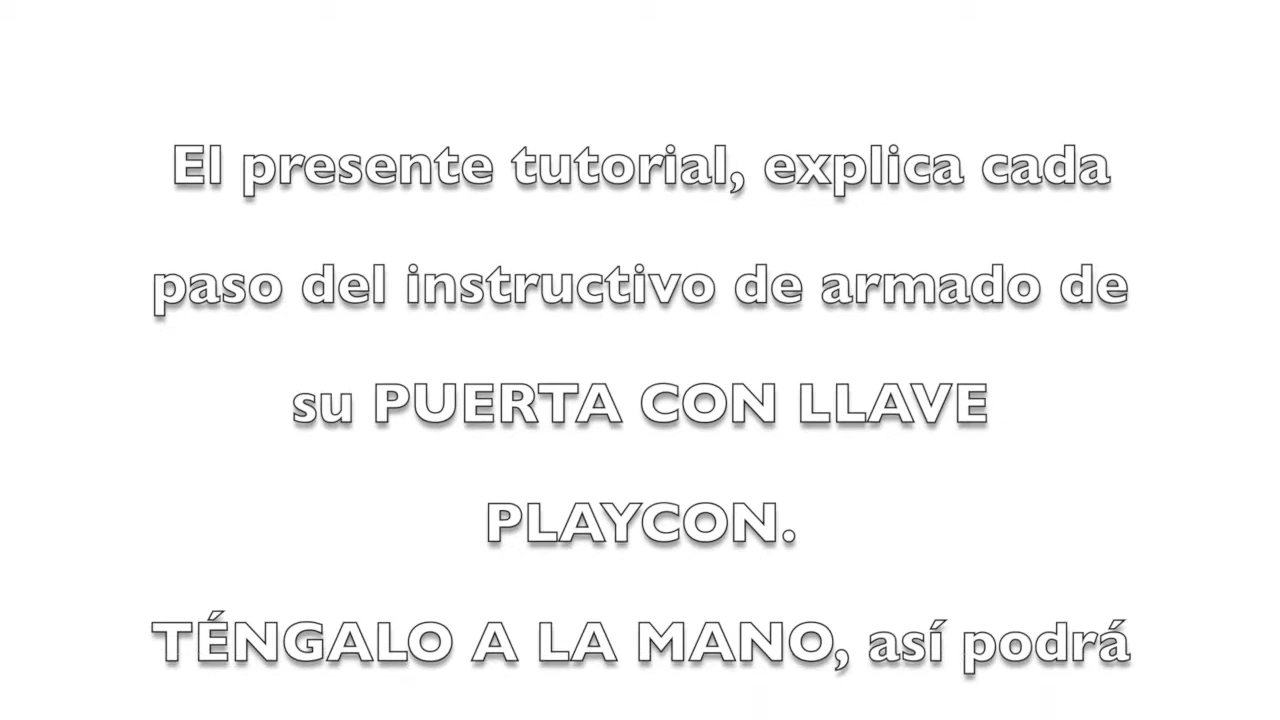 El presente tutorial, explica cada
paso del instructivo de armado de
su PUERTA CON LLAVE
PLAYCON.
TÉNGALO A LA MANO, así podrá